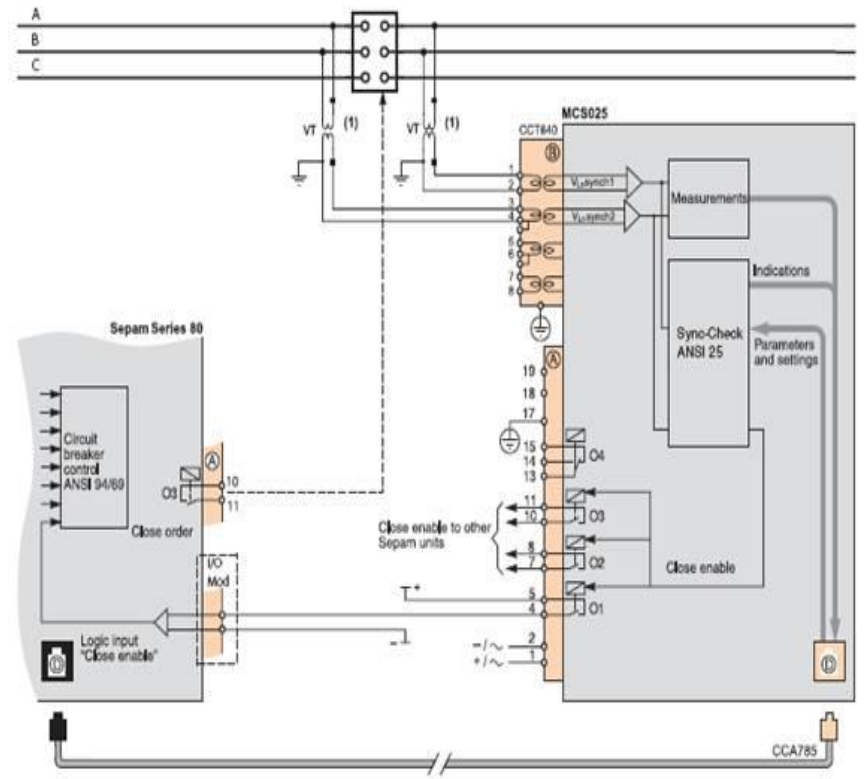 A
B
C
VT
(1)
VT
(1)
MCS025
CCT640
B
1
2
3
4
5
6
7
8
VL1synch1
VL1synch2
Measurements
Indications
Sync-Check
ANSI 25
Parameters
and settings
Sepam Series 80
Circuit
breaker
control
ANSI 94/69
O3
A
10
11
Close order
I/O
Mod
Logic input
"Close enable"
D
A
19
18
17
15
14
13
O4
11
10
O3
8
7
O2
5
4
O1
2
1
Close enable to other
Sepam units
Close enable
+
-
-/~
+/~
D
CCA785